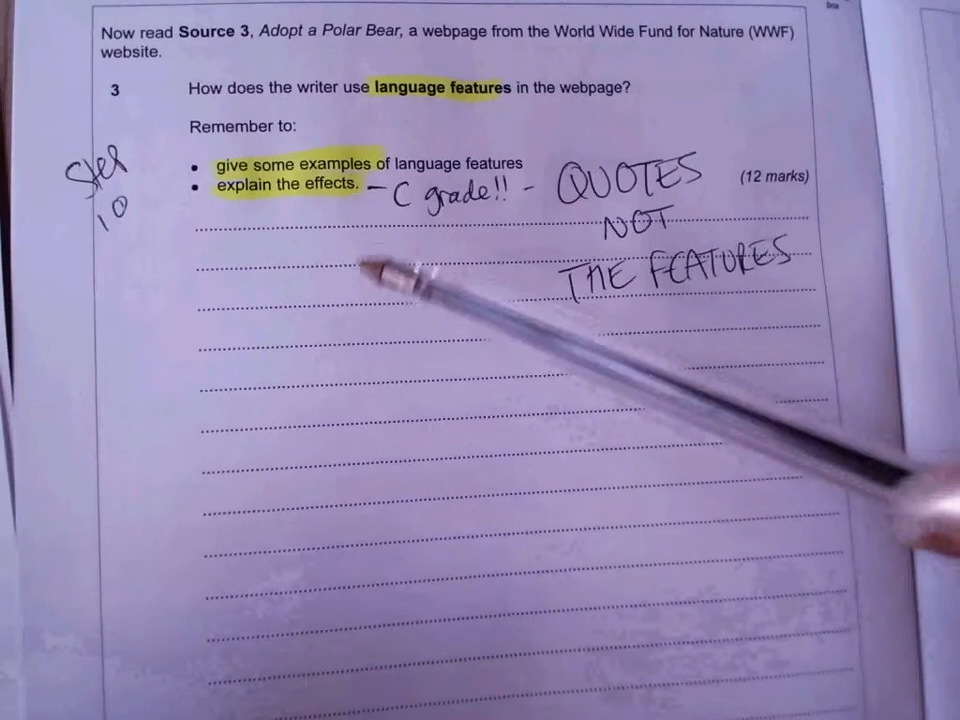 Now read Source 3, Adopt a Polar Bear, a webpage from the World Wide Fund for Nature (WWF)
website.
3 How does the writer use language features in the webpage?
Remember to:
• give some examples of language features
• explain the effects. - C grade!! - QUOTES
(12 marks)
NOT
THE FEATURES
10